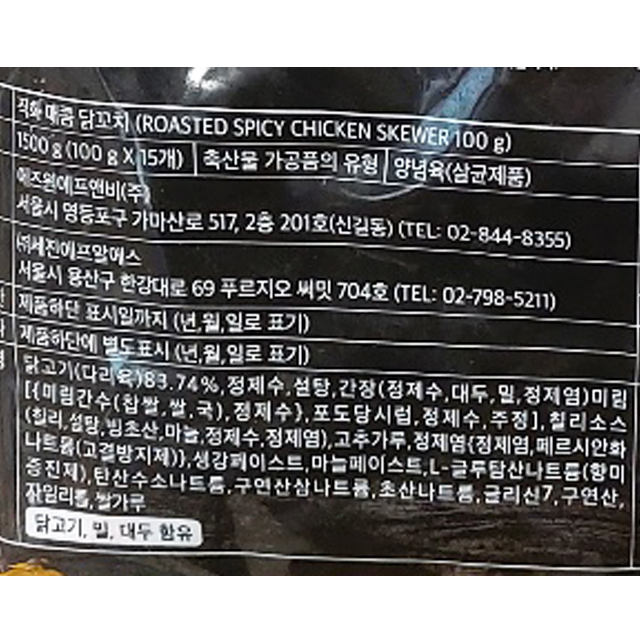 직화 매콤 닭꼬치 (ROASTED SPICY CHICKEN SKEWER 100 g)
1500 g (100 g X 15개) 축산물 가공품의 유형 양념육(살균제품)
에즈원에프앤비(주)
서울시 영등포구 가마산로 517, 2층 201호(신길동) (TEL: 02-844-8355)
㈜세진에프알에스
서울시 용산구 한강대로 69 푸르지오 써밋 704호 (TEL: 02-798-5211)
제품하단 표시일까지 (년,월,일로 표기)
제품하단에 별도표시 (년,월,일로 표기)
닭고기(다리육)83.74%,정제수,설탕,간장(정제수,대두,밀,정제염)미림
[{미림간수(찹쌀,쌀,국),정제수},포도당시럽,정제수,주정],칠리소스
(칠리,설탕,빙초산,마늘,정제수,정제염),고추가루,정제염{정제염,페르시안화
나트륨(고결방지제)},생강페이스트,마늘페이스트,L-글루탐산나트륨(향미
증진제),탄산수소나트륨,구연산삼나트륨,초산나트륨,글리신7,구연산,
자일리톨,쌀가루
닭고기, 밀, 대두 함유